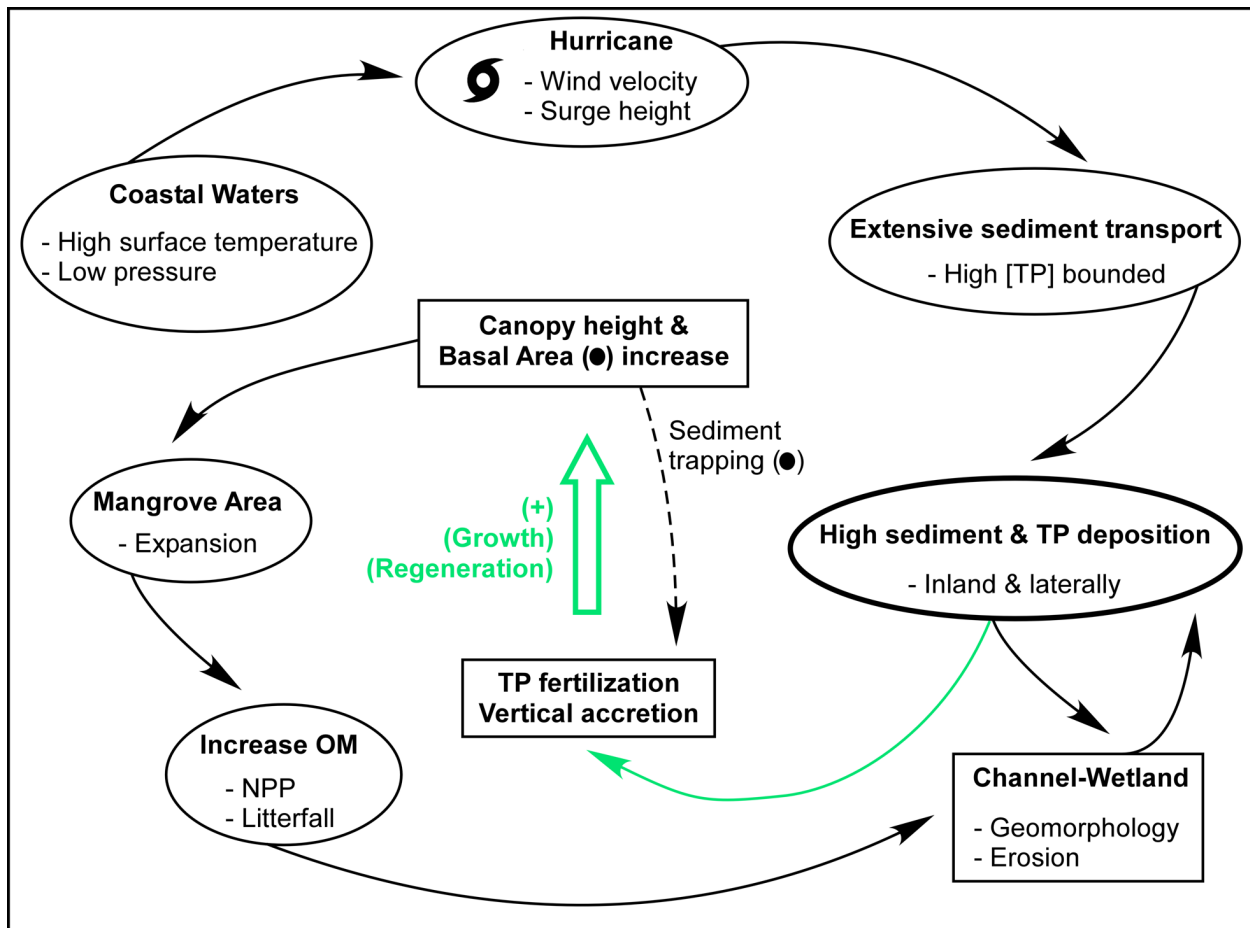 Hurricane
- Wind velocity
- Surge height
Coastal Waters
- High surface temperature
- Low pressure
Extensive sediment transport
- High [TP] bounded
Canopy height &
Basal Area (●) increase
Sediment
trapping (●)
(+)
(Growth)
(Regeneration)
Mangrove Area
- Expansion
High sediment & TP deposition
- Inland & laterally
TP fertilization
Vertical accretion
Increase OM
- NPP
- Litterfall
Channel-Wetland
- Geomorphology
- Erosion